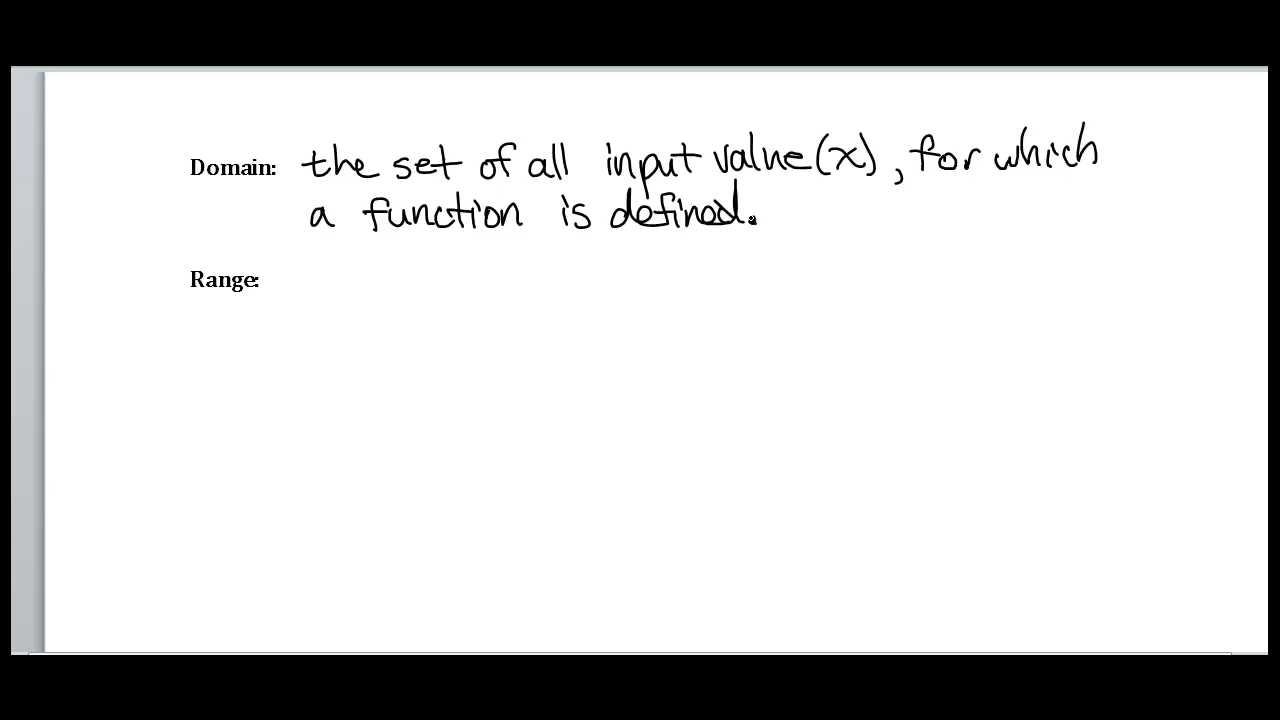 Domain: the set of all input value(x), for which
a function is defined.
Range: